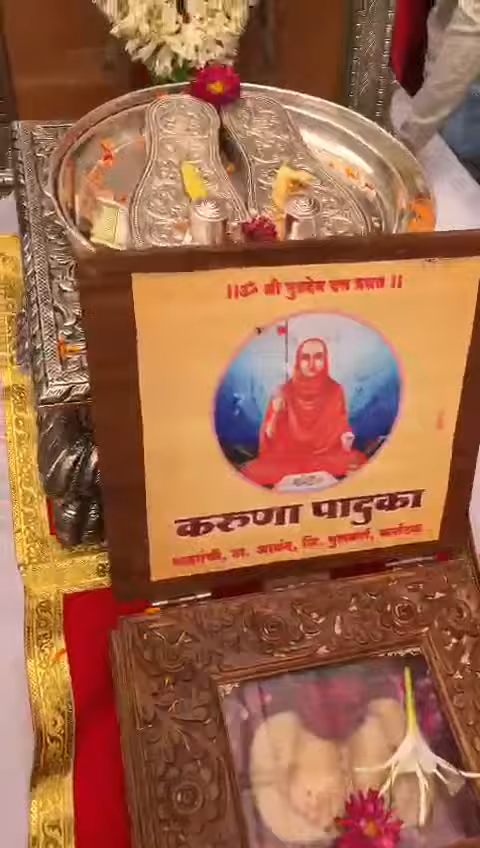 ॥ॐ श्री गुरुदेव दत्त प्रसन्न॥
करुणा पादुका
ता. आळंद, जि. गुलबर्गा, कर्नाटक